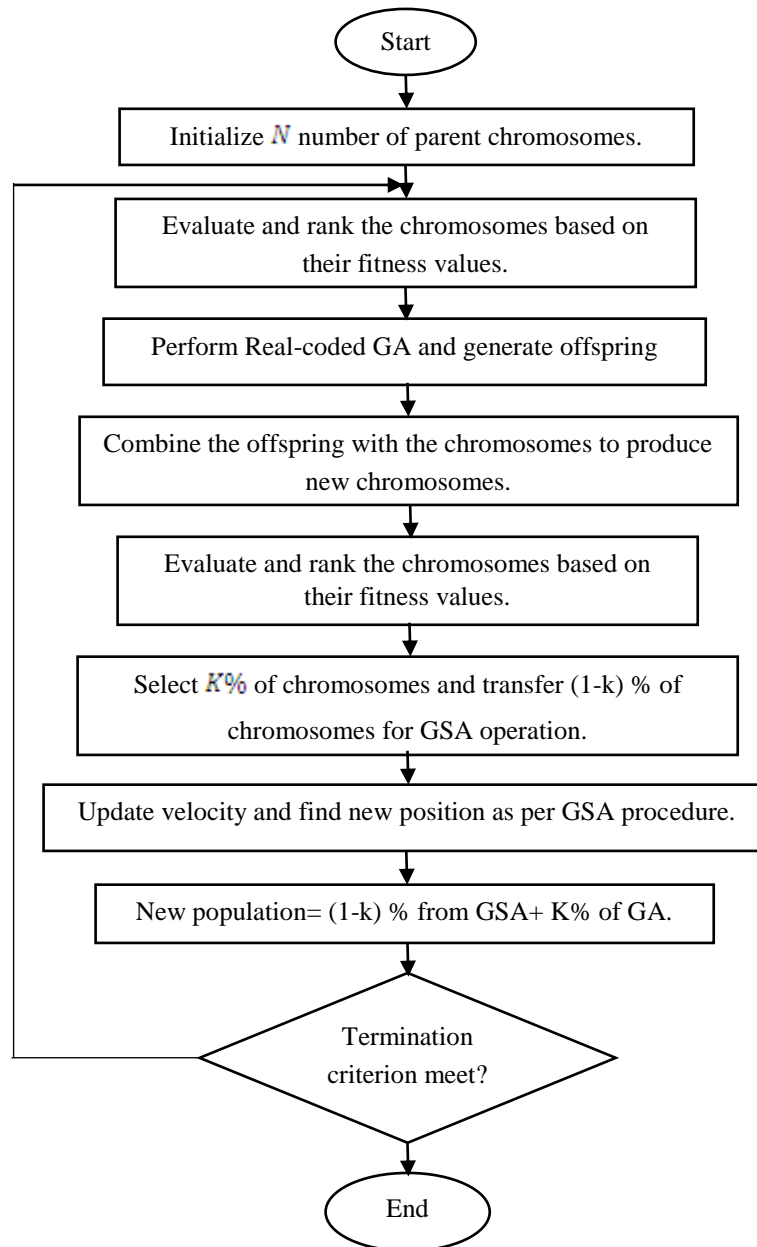 Start
Initialize N number of parent chromosomes.
Evaluate and rank the chromosomes based on
their fitness values.
Perform Real-coded GA and generate offspring
Combine the offspring with the chromosomes to produce
new chromosomes.
Evaluate and rank the chromosomes based on
their fitness values.
Select K% of chromosomes and transfer (1-k) % of
chromosomes for GSA operation.
Update velocity and find new position as per GSA procedure.
New population= (1-k) % from GSA+ K% of GA.
Termination
criterion meet?
End